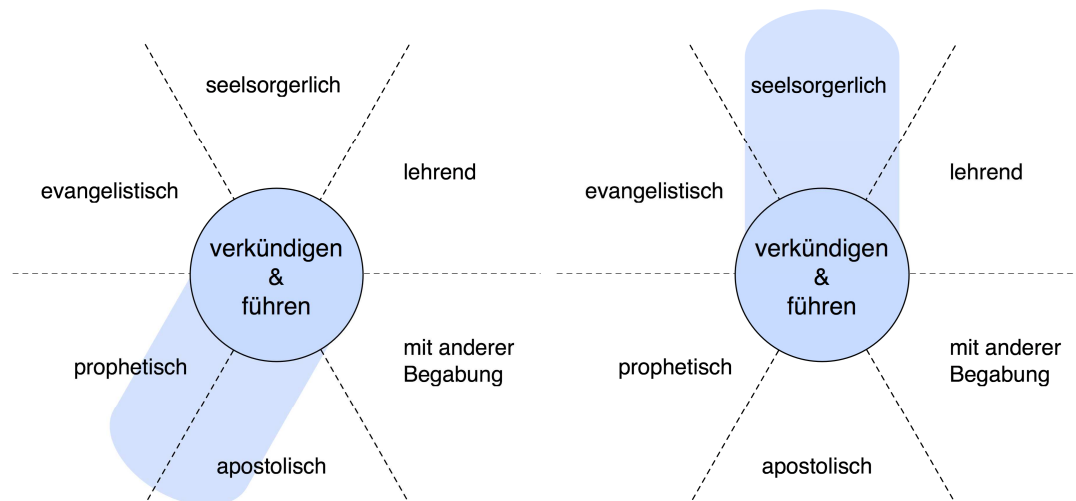 seelsorgerlich
lehrend
evangelistisch
verkündigen
&
führen
prophetisch
mit anderer
Begabung
apostolisch
seelsorgerlich
lehrend
evangelistisch
verkündigen
&
führen
prophetisch
mit anderer
Begabung
apostolisch